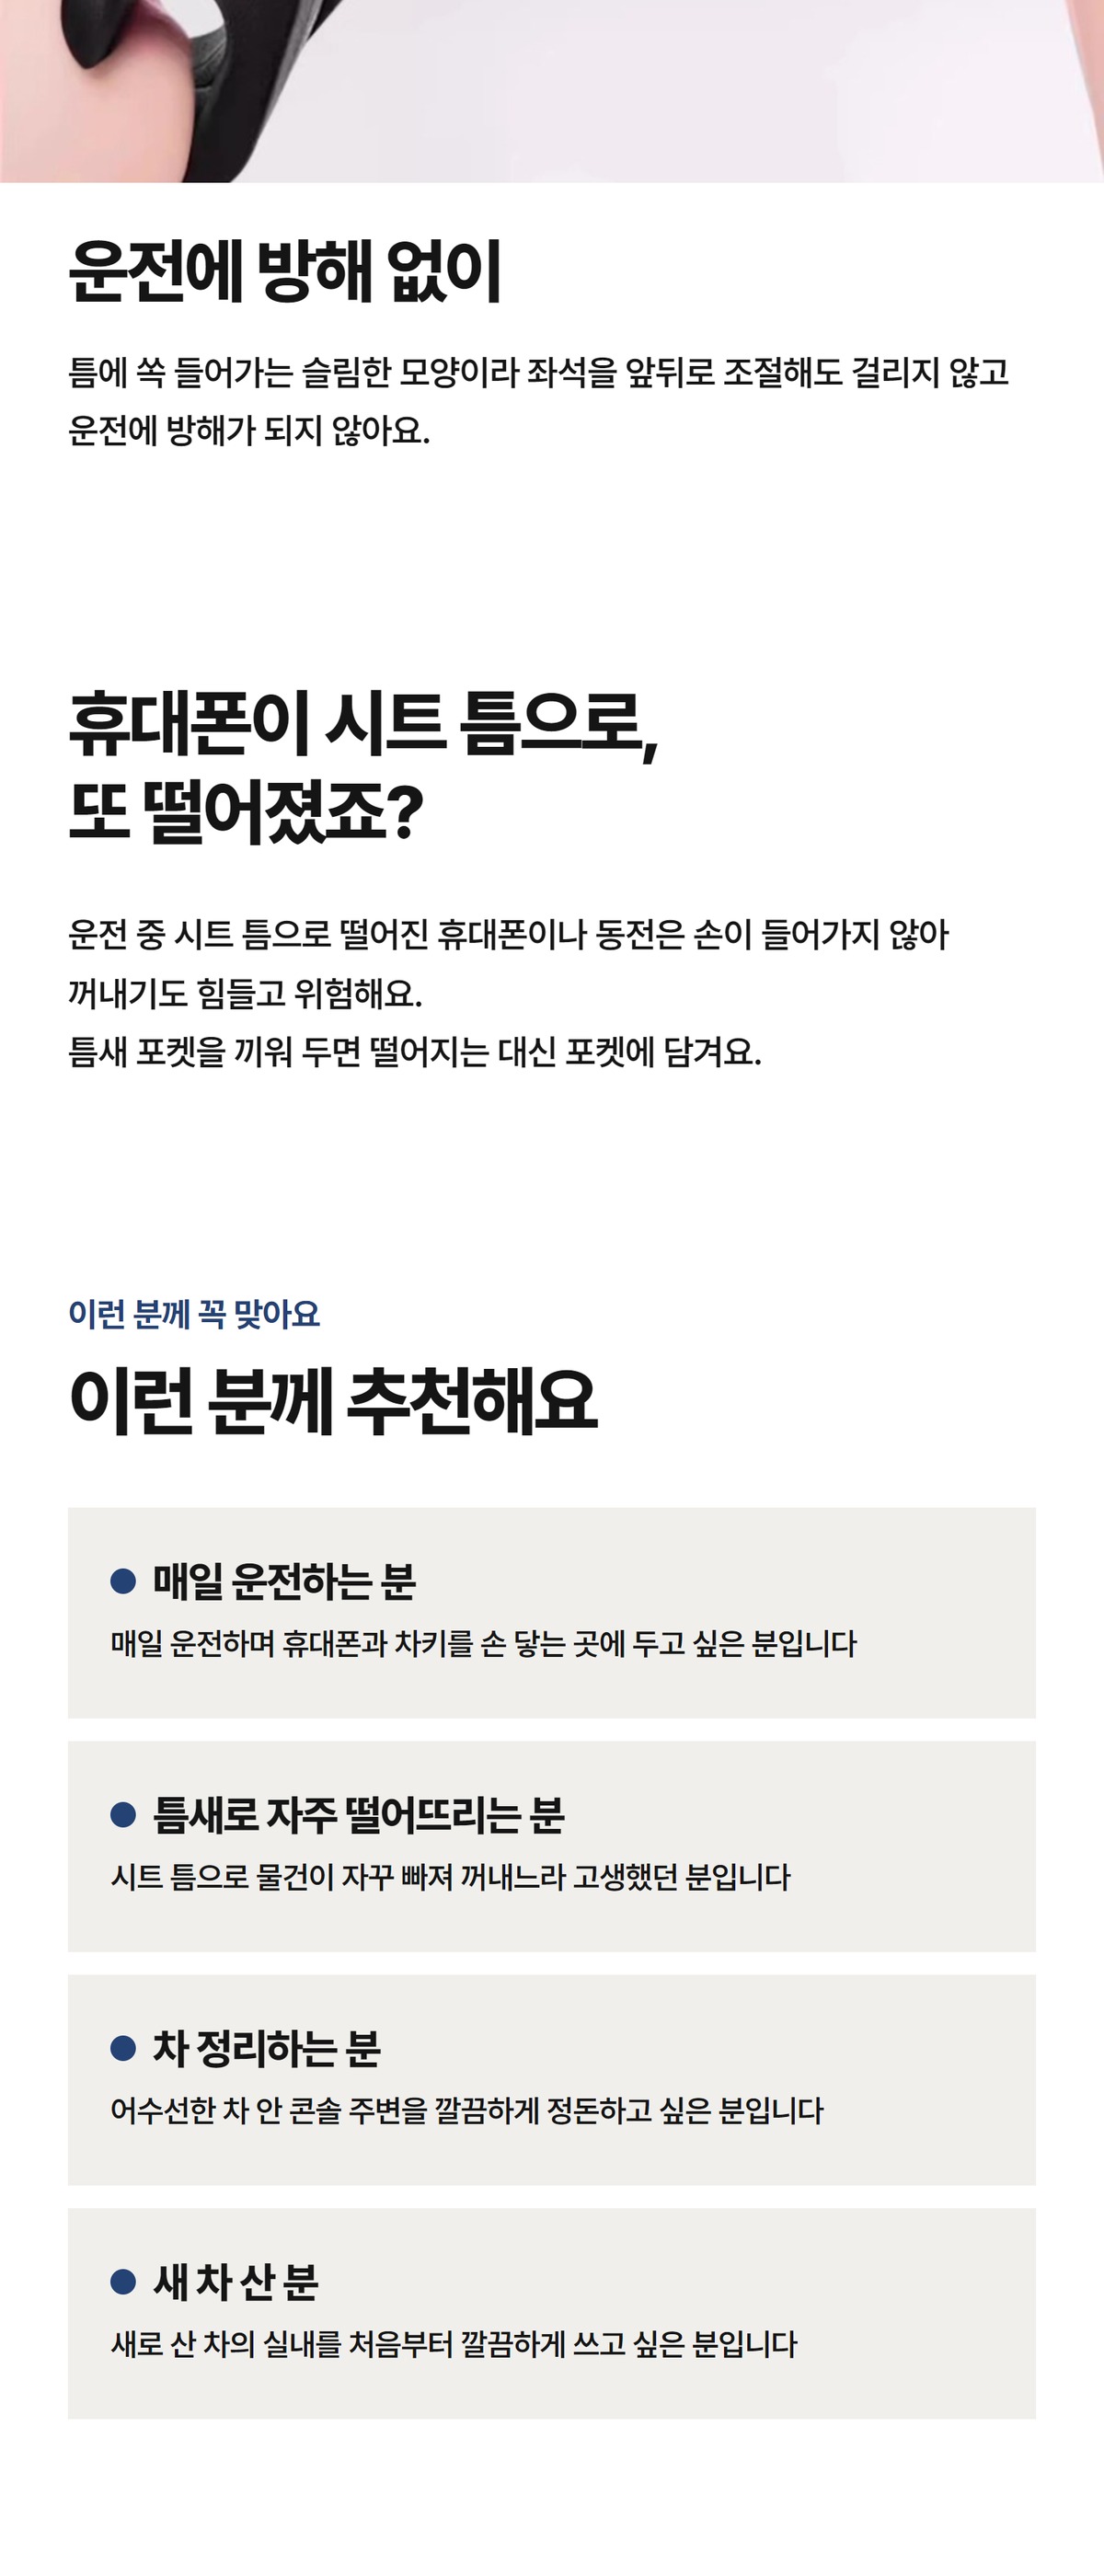 운전에 방해 없이
틈에 쏙 들어가는 슬림한 모양이라 좌석을 앞뒤로 조절해도 걸리지 않고
운전에 방해가 되지 않아요.
휴대폰이 시트 틈으로,
또 떨어졌죠?
운전 중 시트 틈으로 떨어진 휴대폰이나 동전은 손이 들어가지 않아
꺼내기도 힘들고 위험해요.
틈새 포켓을 끼워 두면 떨어지는 대신 포켓에 담겨요.
이런 분께 꼭 맞아요
이런 분께 추천해요
매일 운전하는 분
매일 운전하며 휴대폰과 차키를 손 닿는 곳에 두고 싶은 분입니다
틈새로 자주 떨어뜨리는 분
시트 틈으로 물건이 자꾸 빠져 꺼내느라 고생했던 분입니다
차 정리하는 분
어수선한 차 안 콘솔 주변을 깔끔하게 정돈하고 싶은 분입니다
새 차 산 분
새로 산 차의 실내를 처음부터 깔끔하게 쓰고 싶은 분입니다